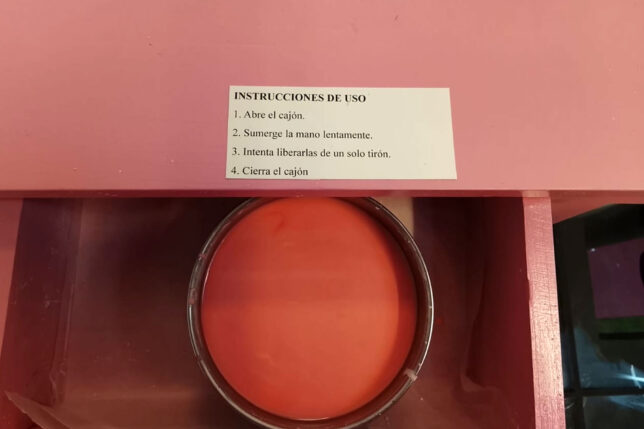 INSTRUCCIONES DE USO
1. Abre el cajón.
2. Sumerge la mano lentamente.
3. Intenta liberarlas de un solo tirón.
4. Cierra el cajón